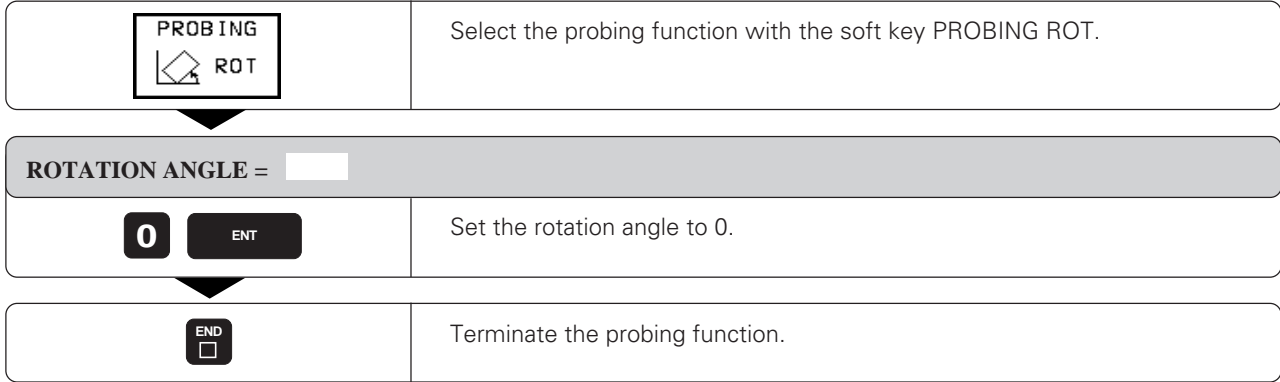 PROBING
ROT
Select the probing function with the soft key PROBING ROT.
ROTATION ANGLE =
0 ENT
Set the rotation angle to 0.
END
Terminate the probing function.